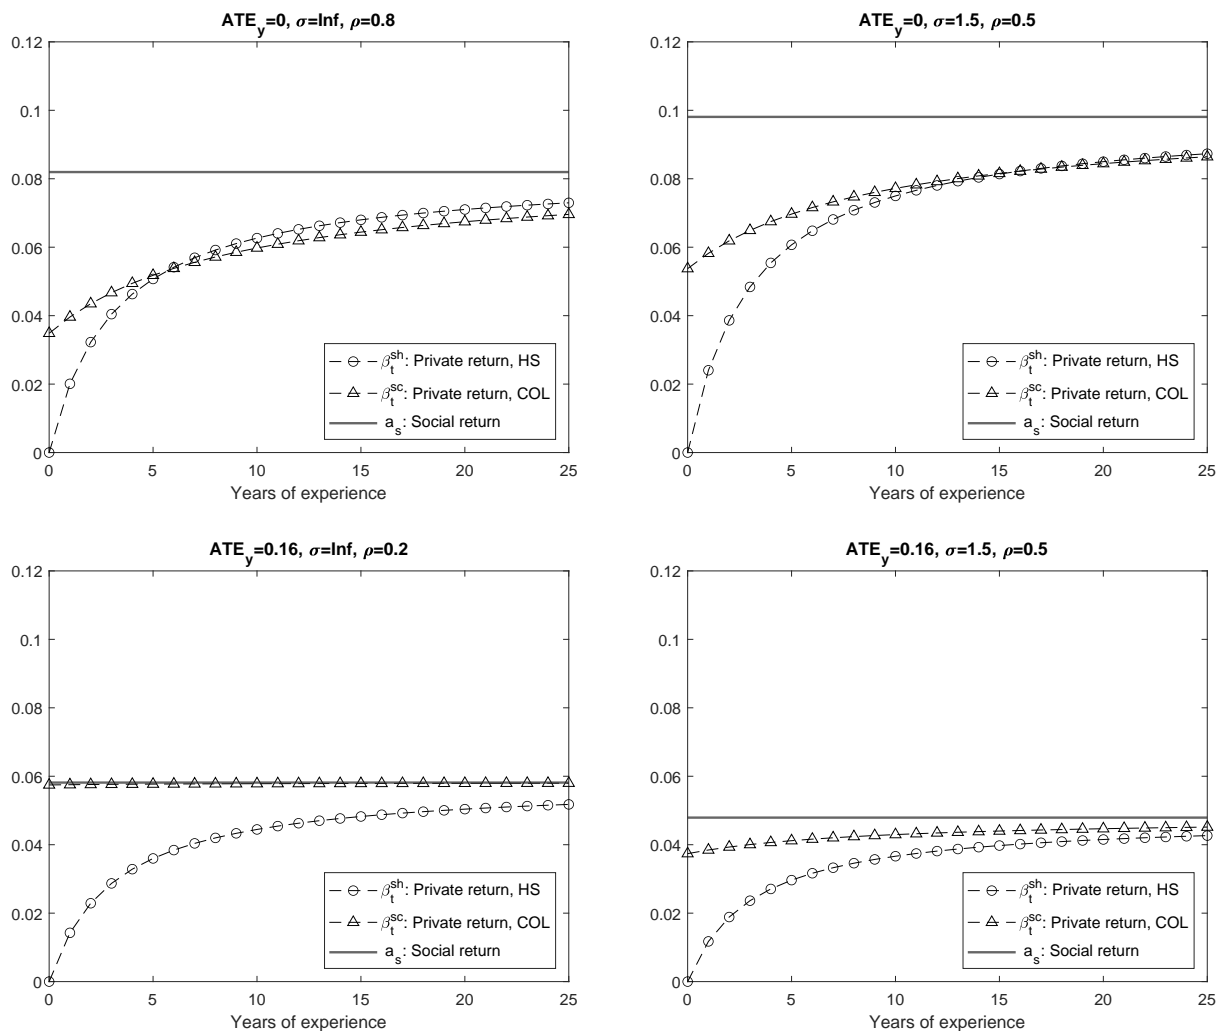 ATE_y=0, σ=Inf, ρ=0.8
0.12
0.1
0.08
0.06
0.04
0.02
0
β_t^sh: Private return, HS
β_t^sc: Private return, COL
a_s: Social return
0 5 10 15 20 25
Years of experience
ATE_y=0, σ=1.5, ρ=0.5
0.12
0.1
0.08
0.06
0.04
0.02
0
β_t^sh: Private return, HS
β_t^sc: Private return, COL
a_s: Social return
0 5 10 15 20 25
Years of experience
ATE_y=0.16, σ=Inf, ρ=0.2
0.12
0.1
0.08
0.06
0.04
0.02
0
β_t^sh: Private return, HS
β_t^sc: Private return, COL
a_s: Social return
0 5 10 15 20 25
Years of experience
ATE_y=0.16, σ=1.5, ρ=0.5
0.12
0.1
0.08
0.06
0.04
0.02
0
β_t^sh: Private return, HS
β_t^sc: Private return, COL
a_s: Social return
0 5 10 15 20 25
Years of experience